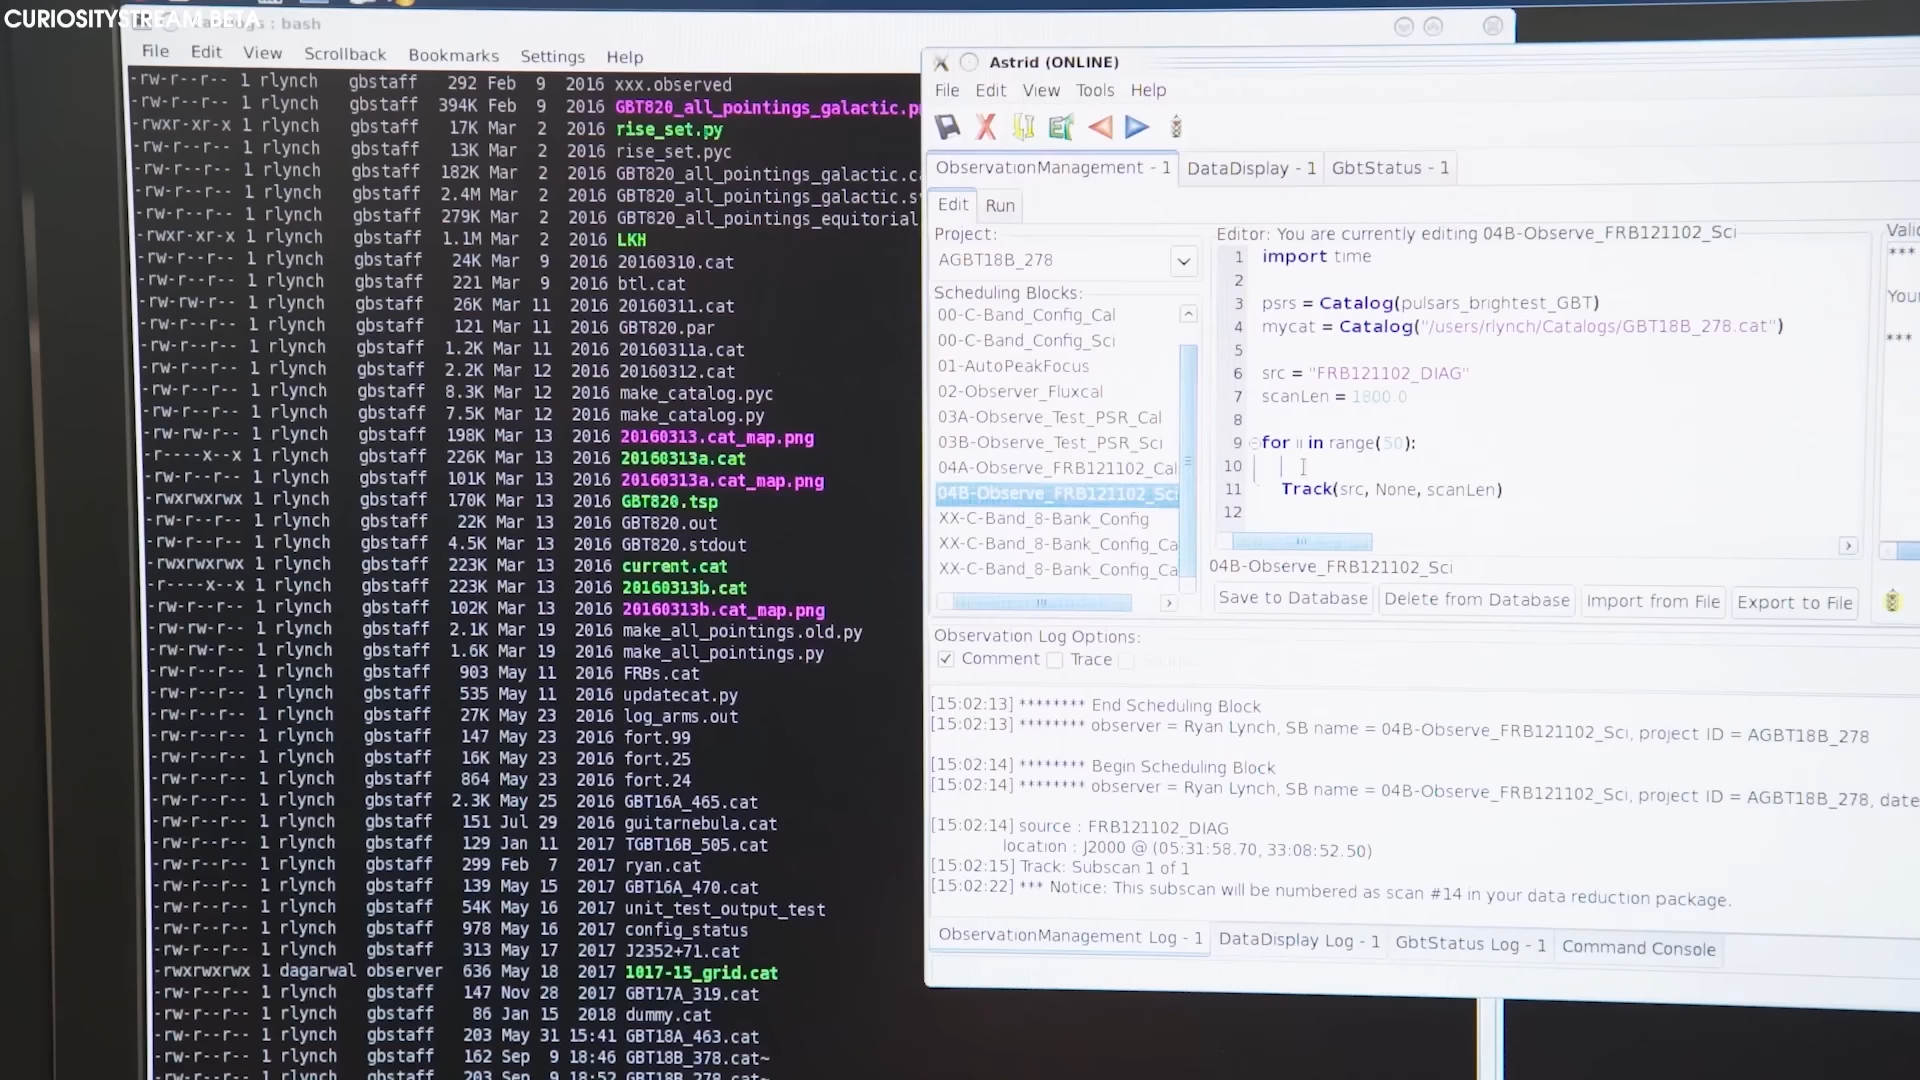 CURIOSITYSTREAM BETA
: bash
File Edit View Scrollback Bookmarks Settings Help
-rw-r--r-- 1 rlynch gbstaff 292 Feb 9 2016 xxx.observed
-rw-r--r-- 1 rlynch gbstaff 394K Feb 9 2016 GBT820_all_pointings_galactic.p
-rwxr-xr-x 1 rlynch gbstaff 17K Mar 2 2016 rise_set.py
-rw-r--r-- 1 rlynch gbstaff 13K Mar 2 2016 rise_set.pyc
-rw-r--r-- 1 rlynch gbstaff 182K Mar 2 2016 GBT820_all_pointings_galactic.c
-rw-r--r-- 1 rlynch gbstaff 2.4M Mar 2 2016 GBT820_all_pointings_galactic.s
-rw-r--r-- 1 rlynch gbstaff 279K Mar 2 2016 GBT820_all_pointings_equitorial
-rwxr-xr-x 1 rlynch gbstaff 1.1M Mar 2 2016 LKH
-rw-r--r-- 1 rlynch gbstaff 24K Mar 9 2016 20160310.cat
-rw-r--r-- 1 rlynch gbstaff 221 Mar 9 2016 btl.cat
-rw-rw-r-- 1 rlynch gbstaff 26K Mar 11 2016 20160311.cat
-rw-r--r-- 1 rlynch gbstaff 121 Mar 11 2016 GBT820.par
-rw-r--r-- 1 rlynch gbstaff 1.2K Mar 11 2016 20160311a.cat
-rw-r--r-- 1 rlynch gbstaff 2.2K Mar 12 2016 20160312.cat
-rw-r--r-- 1 rlynch gbstaff 8.3K Mar 12 2016 make_catalog.pyc
-rw-r--r-- 1 rlynch gbstaff 7.5K Mar 12 2016 make_catalog.py
-rw-rw-r-- 1 rlynch gbstaff 198K Mar 13 2016 20160313.cat_map.png
-r----x--x 1 rlynch gbstaff 226K Mar 13 2016 20160313a.cat
-rw-r--r-- 1 rlynch gbstaff 101K Mar 13 2016 20160313a.cat_map.png
-rwxrwxrwx 1 rlynch gbstaff 170K Mar 13 2016 GBT820.tsp
-rw-r--r-- 1 rlynch gbstaff 22K Mar 13 2016 GBT820.out
-rw-r--r-- 1 rlynch gbstaff 4.5K Mar 13 2016 GBT820.stdout
-rwxrwxrwx 1 rlynch gbstaff 223K Mar 13 2016 current.cat
-r----x--x 1 rlynch gbstaff 223K Mar 13 2016 20160313b.cat
-rw-r--r-- 1 rlynch gbstaff 102K Mar 13 2016 20160313b.cat_map.png
-rw-rw-r-- 1 rlynch gbstaff 2.1K Mar 19 2016 make_all_pointings.old.py
-rw-rw-r-- 1 rlynch gbstaff 1.6K Mar 19 2016 make_all_pointings.py
-rw-r--r-- 1 rlynch gbstaff 903 May 11 2016 FRBs.cat
-rw-r--r-- 1 rlynch gbstaff 535 May 11 2016 updatecat.py
-rw-r--r-- 1 rlynch gbstaff 27K May 23 2016 log_arms.out
-rw-r--r-- 1 rlynch gbstaff 147 May 23 2016 fort.99
-rw-r--r-- 1 rlynch gbstaff 16K May 23 2016 fort.25
-rw-r--r-- 1 rlynch gbstaff 864 May 23 2016 fort.24
-rw-r--r-- 1 rlynch gbstaff 2.3K May 25 2016 GBT16A_465.cat
-rw-r--r-- 1 rlynch gbstaff 151 Jul 29 2016 guitarnebula.cat
-rw-r--r-- 1 rlynch gbstaff 129 Jan 11 2017 TGBT16B_505.cat
-rw-r--r-- 1 rlynch gbstaff 299 Feb 7 2017 ryan.cat
-rw-r--r-- 1 rlynch gbstaff 139 May 15 2017 GBT16A_470.cat
-rw-r--r-- 1 rlynch gbstaff 54K May 16 2017 unit_test_output_test
-rw-r--r-- 1 rlynch gbstaff 978 May 16 2017 config_status
-rw-r--r-- 1 rlynch gbstaff 313 May 17 2017 J2352+71.cat
-rwxrwxrwx 1 dagarwal observer 636 May 18 2017 1017-15_grid.cat
-rw-r--r-- 1 rlynch gbstaff 147 Nov 28 2017 GBT17A_319.cat
-rw-r--r-- 1 rlynch gbstaff 86 Jan 15 2018 dummy.cat
-rw-r--r-- 1 rlynch gbstaff 203 May 31 15:41 GBT18A_463.cat
-rw-r--r-- 1 rlynch gbstaff 162 Sep 9 18:46 GBT18B_378.cat~
-rw-r--r-- 1 rlynch gbstaff 203 Sep 9 18:52 GBT18B_278.cat~
Astrid (ONLINE)
File Edit View Tools Help
ObservationManagement - 1 DataDisplay - 1 GbtStatus - 1
Edit Run
Project:
AGBT18B_278
Scheduling Blocks:
00-C-Band_Config_Cal
00-C-Band_Config_Sci
01-AutoPeakFocus
02-Observer_Fluxcal
03A-Observe_Test_PSR_Cal
03B-Observe_Test_PSR_Sci
04A-Observe_FRB121102_Cal
04B-Observe_FRB121102_Sci
XX-C-Band_8-Bank_Config
XX-C-Band_8-Bank_Config_Ca
XX-C-Band_8-Bank_Config_Ca
Editor: You are currently editing 04B-Observe_FRB121102_Sci
1 import time
2
3 psrs = Catalog(pulsars_brightest_GBT)
4 mycat = Catalog("/users/rlynch/Catalogs/GBT18B_278.cat")
5
6 src = "FRB121102_DIAG"
7 scanLen = 1800.0
8
9 for ii in range(50):
10
11 Track(src, None, scanLen)
12
04B-Observe_FRB121102_Sci
Save to Database Delete from Database Import from File Export to File
Valid
***
Your
***
Observation Log Options:
Comment Trace
[15:02:13] ******** End Scheduling Block
[15:02:13] ******** observer = Ryan Lynch, SB name = 04B-Observe_FRB121102_Sci, project ID = AGBT18B_278
[15:02:14] ******** Begin Scheduling Block
[15:02:14] ******** observer = Ryan Lynch, SB name = 04B-Observe_FRB121102_Sci, project ID = AGBT18B_278, date
[15:02:14] source : FRB121102_DIAG
location : J2000 @ (05:31:58.70, 33:08:52.50)
[15:02:15] Track: Subscan 1 of 1
[15:02:22] *** Notice: This subscan will be numbered as scan #14 in your data reduction package.
ObservationManagement Log - 1 DataDisplay Log - 1 GbtStatus Log - 1 Command Console